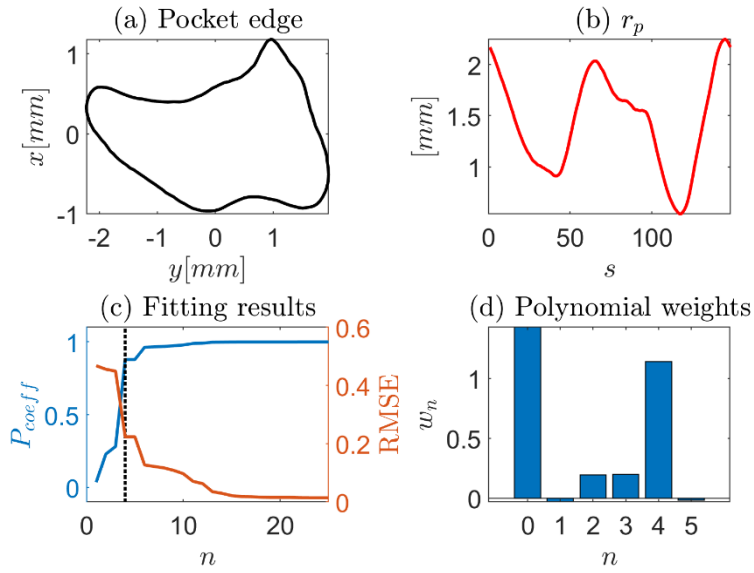 (a) Pocket edge
x[mm]
1
0
-1
-2
-1
0
1
y[mm]
(b) r_p
[mm]
2
1.5
1
0
50
100
s
(c) Fitting results
P_coeff
1
0.5
0
0.6
0.4
0.2
0
RMSE
0
10
20
n
(d) Polynomial weights
w_n
1
0.5
0
0 1 2 3 4 5
n